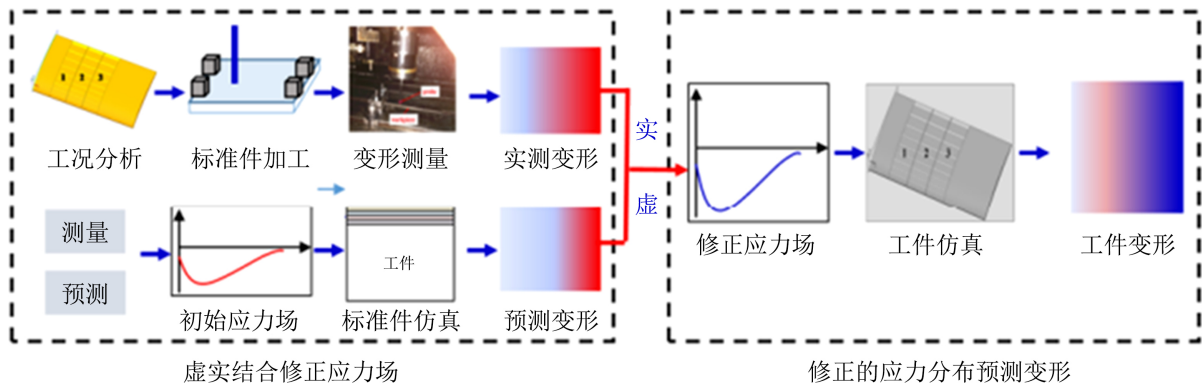 1 2 3
工况分析
标准件加工
变形测量
实测变形
测量
预测
初始应力场
工件
标准件仿真
预测变形
虚实结合修正应力场
实
虚
修正应力场
1 2 3
工件仿真
工件变形
修正的应力分布预测变形